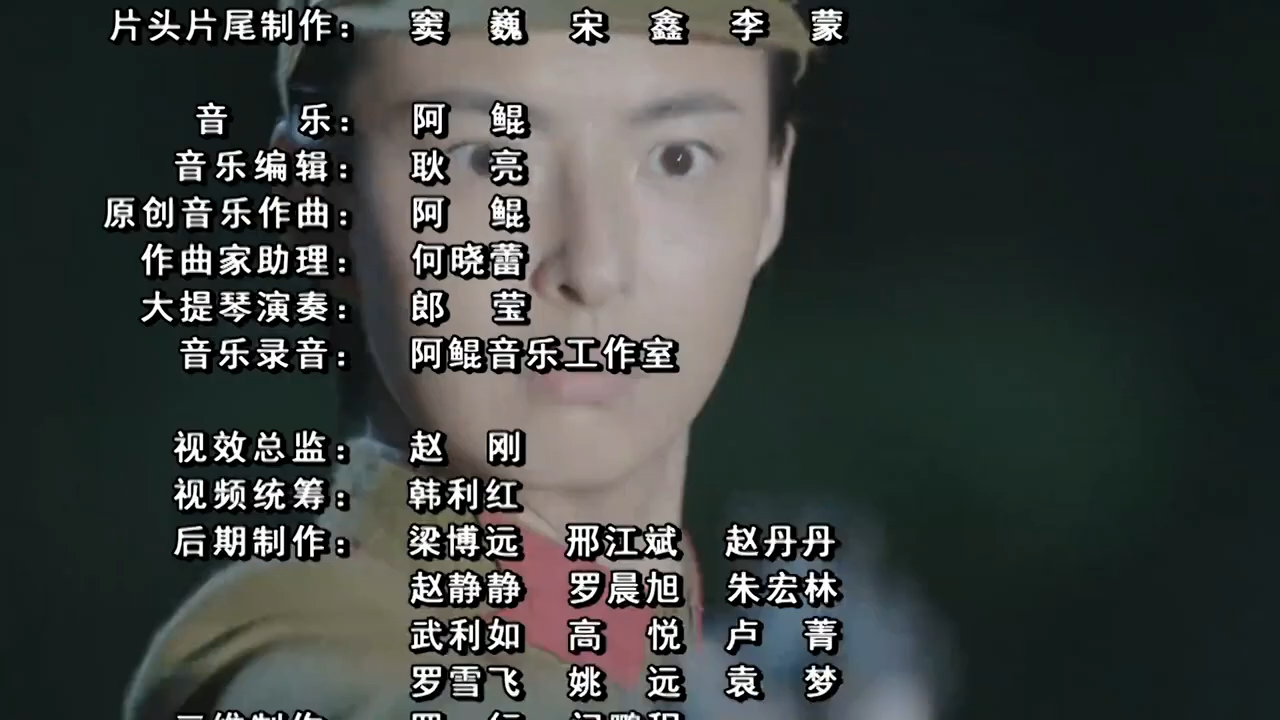 片头片尾制作： 窦 巍 宋 鑫 李 蒙
音 乐： 阿 鲲
音乐编辑： 耿 亮
原创音乐作曲： 阿 鲲
作曲家助理： 何晓蕾
大提琴演奏： 郎 莹
音乐录音： 阿鲲音乐工作室
视效总监： 赵 刚
视频统筹： 韩利红
后期制作： 梁博远 邢江斌 赵丹丹
赵静静 罗晨旭 朱宏林
武利如 高 悦 卢 菁
罗雪飞 姚 远 袁 梦